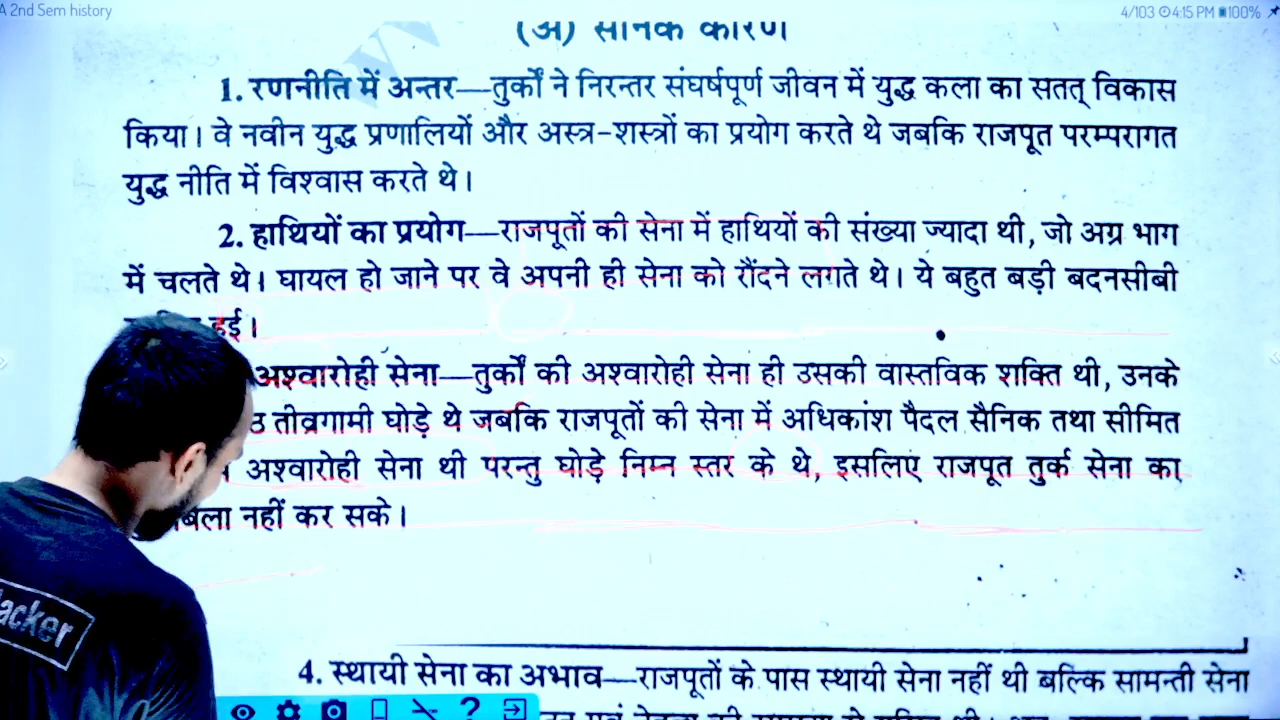 A 2nd Sem history
4/103 4:15 PM 100%
(अ) सैनिक कारण
1. रणनीति में अन्तर—तुर्कों ने निरन्तर संघर्षपूर्ण जीवन में युद्ध कला का सतत् विकास
किया। वे नवीन युद्ध प्रणालियों और अस्त्र-शस्त्रों का प्रयोग करते थे जबकि राजपूत परम्परागत
युद्ध नीति में विश्वास करते थे।
2. हाथियों का प्रयोग—राजपूतों की सेना में हाथियों की संख्या ज्यादा थी, जो अग्र भाग
में चलते थे। घायल हो जाने पर वे अपनी ही सेना को रौंदने लगते थे। ये बहुत बड़ी बदनसीबी
हुई।
अश्वारोही सेना—तुर्कों की अश्वारोही सेना ही उसकी वास्तविक शक्ति थी, उनके
तीव्रगामी घोड़े थे जबकि राजपूतों की सेना में अधिकांश पैदल सैनिक तथा सीमित
अश्वारोही सेना थी परन्तु घोड़े निम्न स्तर के थे, इसलिए राजपूत तुर्क सेना का
नहीं कर सके।
acker
4. स्थायी सेना का अभाव—राजपूतों के पास स्थायी सेना नहीं थी बल्कि सामन्ती सेना